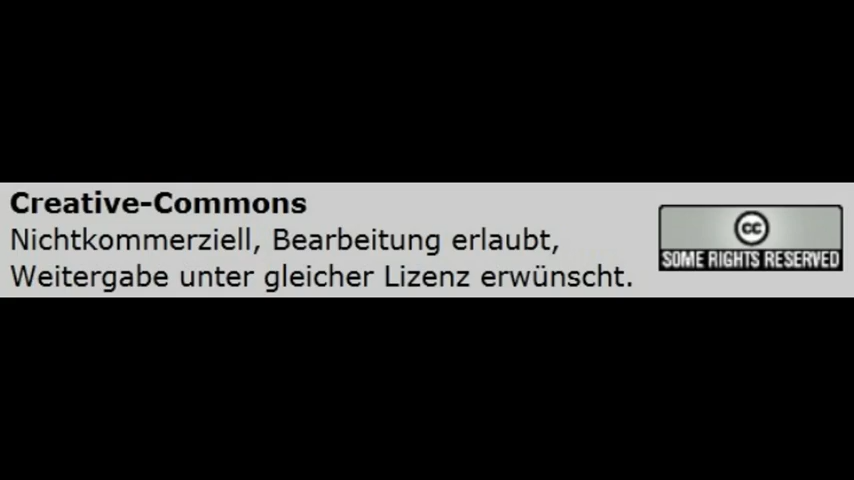 Creative-Commons
Nichtkommerziell, Bearbeitung erlaubt,
Weitergabe unter gleicher Lizenz erwünscht.
cc
SOME RIGHTS RESERVED